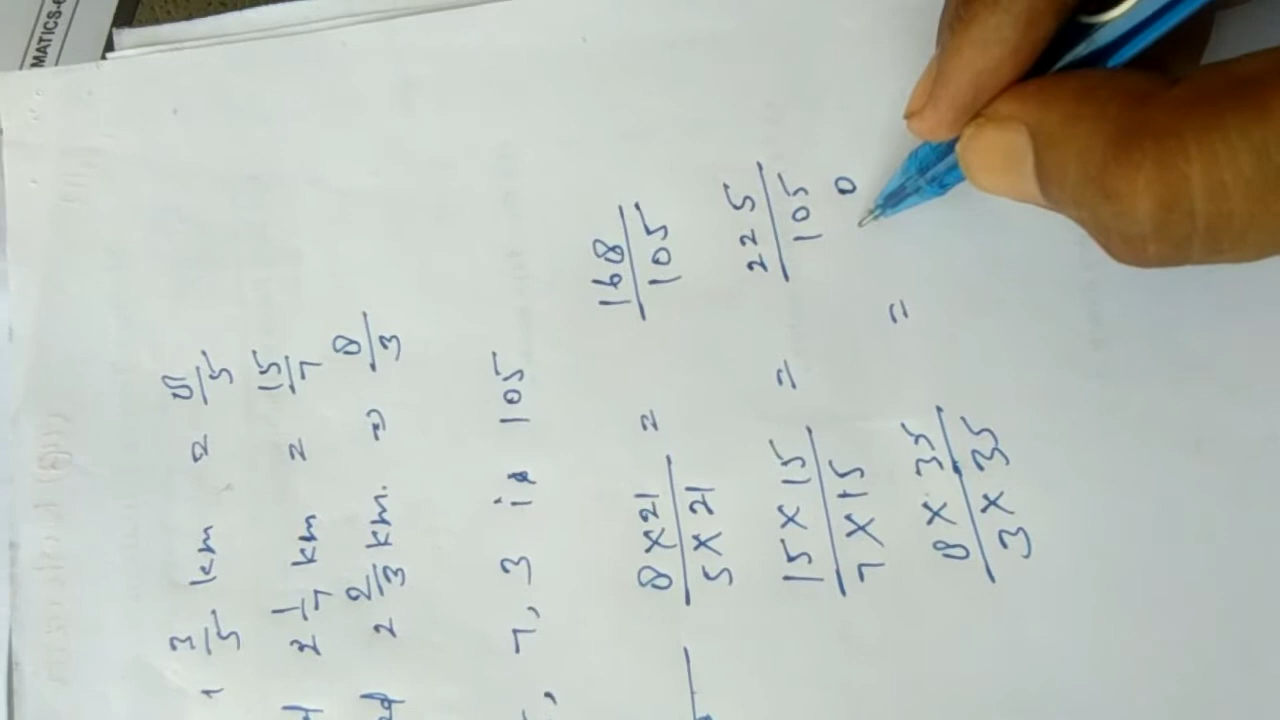 MATICS-
1 3/5 km = 8/5
2 1/7 km = 15/7
2 2/3 km. = 8/3
7, 3 is 105
8 × 21 / 5 × 21 = 168 / 105
15 × 15 / 7 × 15 = 225 / 105
8 × 35 / 3 × 35 = 0